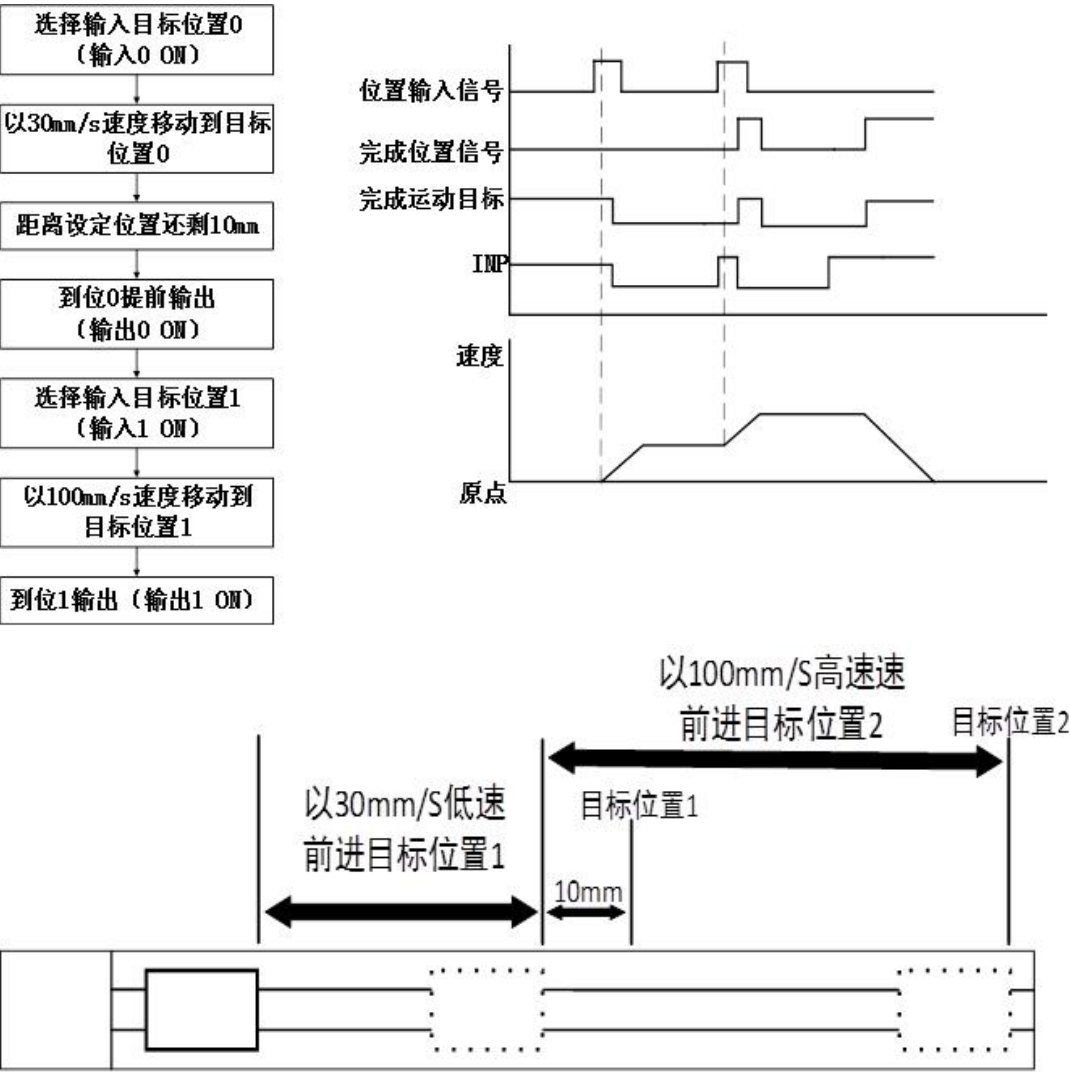 选择输入目标位置0
（输入0 ON）
以30mm/s速度移动到目标
位置0
距离设定位置还剩10mm
到位0提前输出
（输出0 ON）
选择输入目标位置1
（输入1 ON）
以100mm/s速度移动到
目标位置1
到位1输出（输出1 ON）
位置输入信号
完成位置信号
完成运动目标
INP
速度
原点
以100mm/S高速速
前进目标位置2
目标位置2
以30mm/S低速
前进目标位置1
目标位置1
10mm